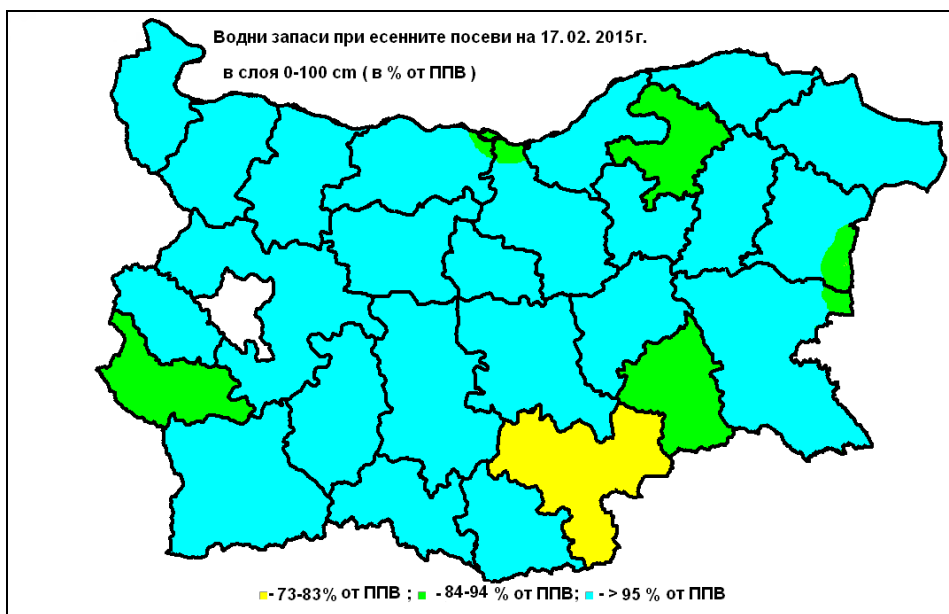 Водни запаси при есенните посеви на 17. 02. 2015 г.
в слоя 0-100 cm ( в % от ППВ )
- 73-83% от ППВ ; - 84-94 % от ППВ; - > 95 % от ППВ